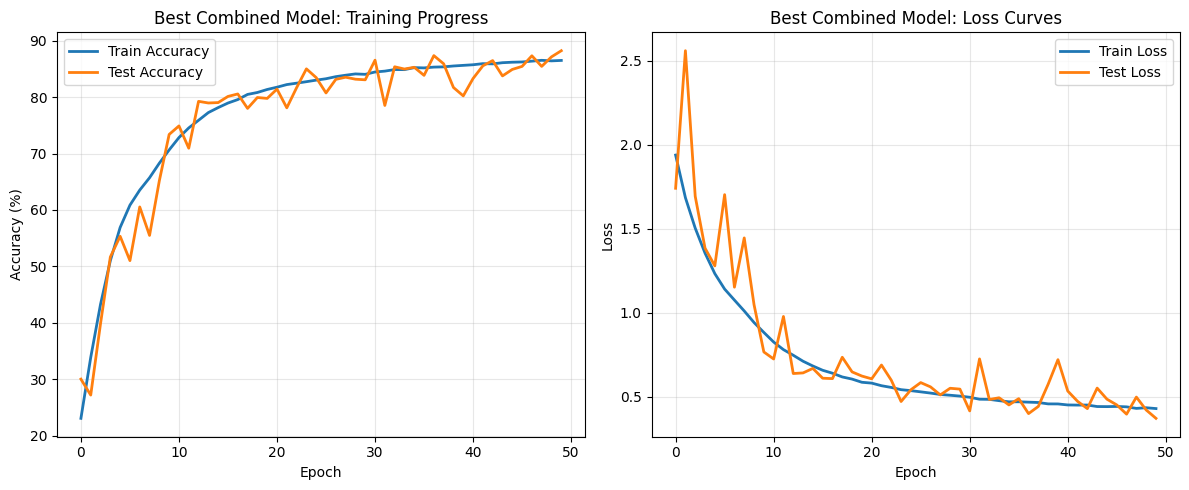 Best Combined Model: Training Progress
Train Accuracy
Test Accuracy
Accuracy (%)
90
80
70
60
50
40
30
20
0
10
20
30
40
50
Epoch
Best Combined Model: Loss Curves
Train Loss
Test Loss
Loss
2.5
2.0
1.5
1.0
0.5
0
10
20
30
40
50
Epoch